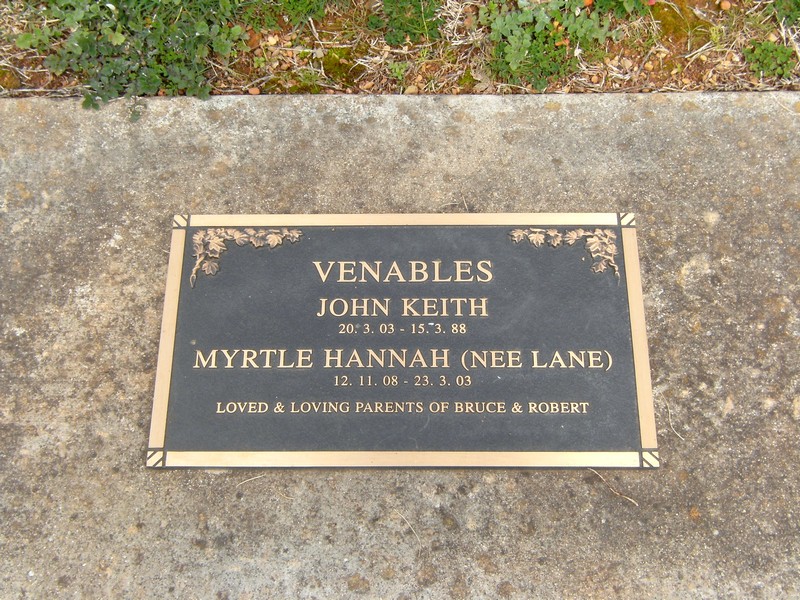 VENABLES
JOHN KEITH
20. 3. 03 - 15. 3. 88
MYRTLE HANNAH (NEE LANE)
12. 11. 08 - 23. 3. 03
LOVED & LOVING PARENTS OF BRUCE & ROBERT